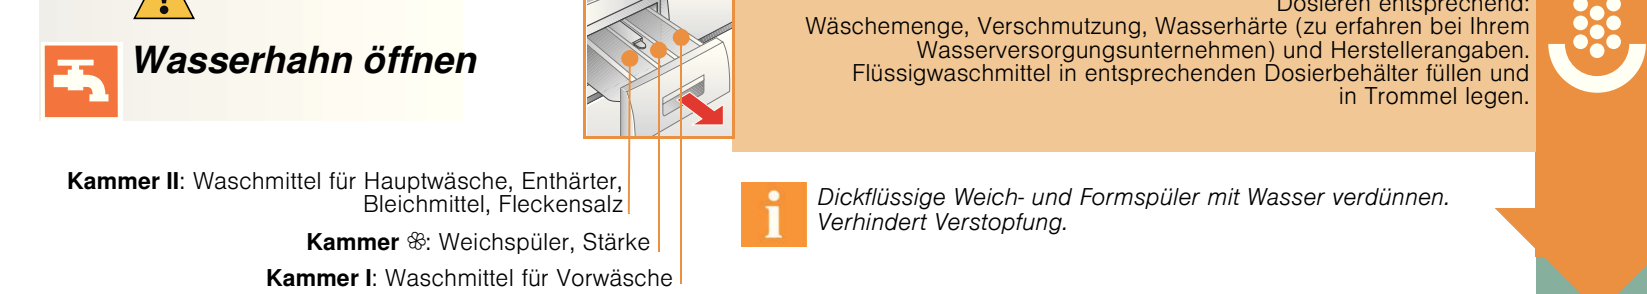 Wasserhahn öffnen
Dosieren entsprechend:
Wäschemenge, Verschmutzung, Wasserhärte (zu erfahren bei Ihrem
Wasserversorgungsunternehmen) und Herstellerangaben.
Flüssigwaschmittel in entsprechenden Dosierbehälter füllen und
in Trommel legen.
Kammer II: Waschmittel für Hauptwäsche, Enthärter,
Bleichmittel, Fleckensalz
Kammer ֍: Weichspüler, Stärke
Kammer I: Waschmittel für Vorwäsche
i
Dickflüssige Weich- und Formspüler mit Wasser verdünnen.
Verhindert Verstopfung.